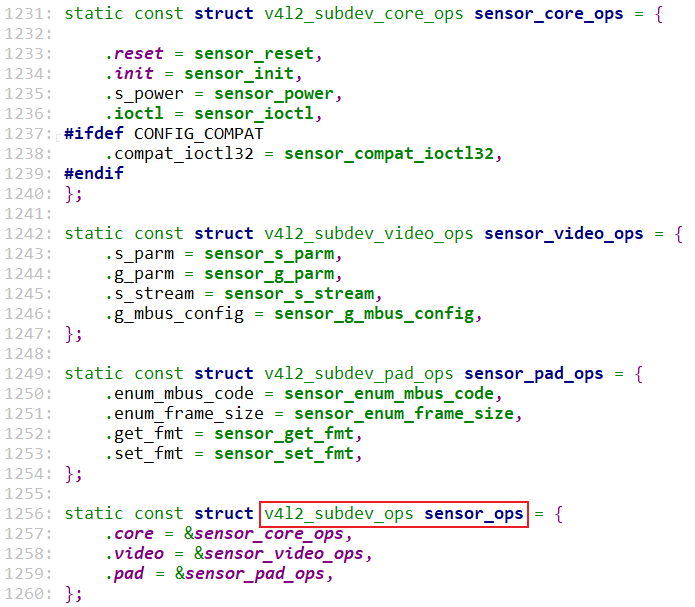 1231: static const struct v4l2_subdev_core_ops sensor_core_ops = {
1232:
1233:     .reset = sensor_reset,
1234:     .init = sensor_init,
1235:     .s_power = sensor_power,
1236:     .ioctl = sensor_ioctl,
1237: #ifdef CONFIG_COMPAT
1238:     .compat_ioctl32 = sensor_compat_ioctl32,
1239: #endif
1240: };
1241:
1242: static const struct v4l2_subdev_video_ops sensor_video_ops = {
1243:     .s_parm = sensor_s_parm,
1244:     .g_parm = sensor_g_parm,
1245:     .s_stream = sensor_s_stream,
1246:     .g_mbus_config = sensor_g_mbus_config,
1247: };
1248:
1249: static const struct v4l2_subdev_pad_ops sensor_pad_ops = {
1250:     .enum_mbus_code = sensor_enum_mbus_code,
1251:     .enum_frame_size = sensor_enum_frame_size,
1252:     .get_fmt = sensor_get_fmt,
1253:     .set_fmt = sensor_set_fmt,
1254: };
1255:
1256: static const struct v4l2_subdev_ops sensor_ops = {
1257:     .core = &sensor_core_ops,
1258:     .video = &sensor_video_ops,
1259:     .pad = &sensor_pad_ops,
1260: };